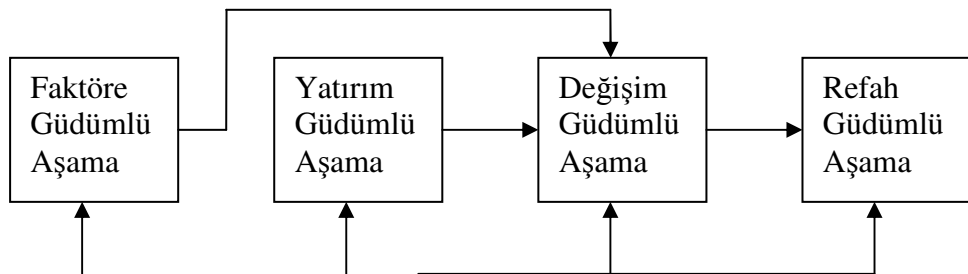 Faktöre
Güdümlü
Aşama
Yatırım
Güdümlü
Aşama
Değişim
Güdümlü
Aşama
Refah
Güdümlü
Aşama